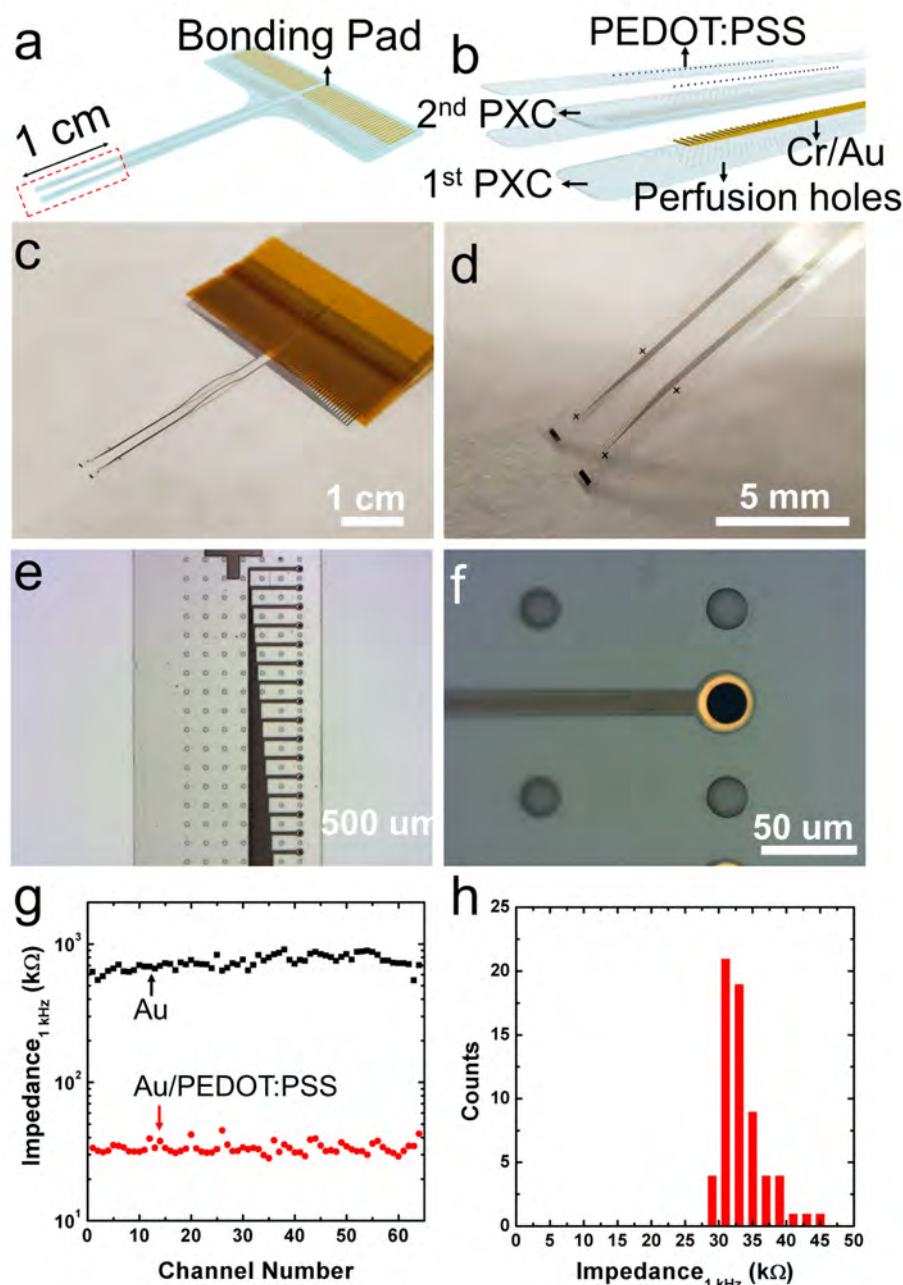 a
Bonding Pad
1 cm
b
PEDOT:PSS
2nd PXC
Cr/Au
1st PXC
Perfusion holes
c
1 cm
d
5 mm
e
500 um
f
50 um
g
Impedance1 kHz (kΩ)
10³
10²
10¹
Au
Au/PEDOT:PSS
0 10 20 30 40 50 60
Channel Number
h
Counts
25
20
15
10
5
0
0 5 10 15 20 25 30 35 40 45 50
Impedance1 kHz (kΩ)